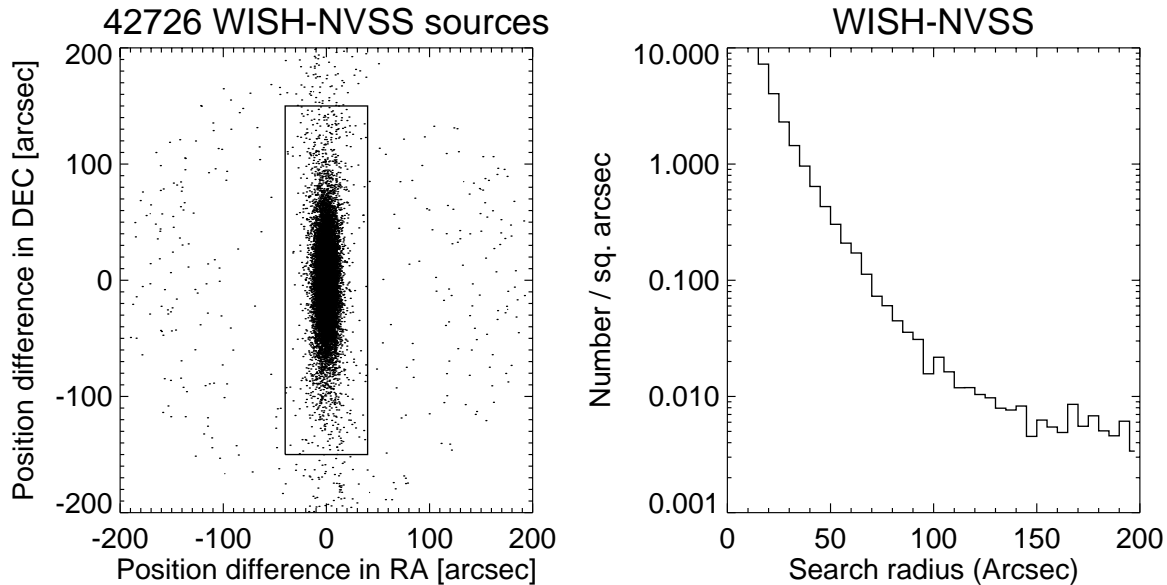 42726 WISH-NVSS sources
Position difference in DEC [arcsec]
200
100
0
-100
-200
-200 -100 0 100 200
Position difference in RA [arcsec]
WISH-NVSS
Number / sq. arcsec
10.000
1.000
0.100
0.010
0.001
0 50 100 150 200
Search radius (Arcsec)